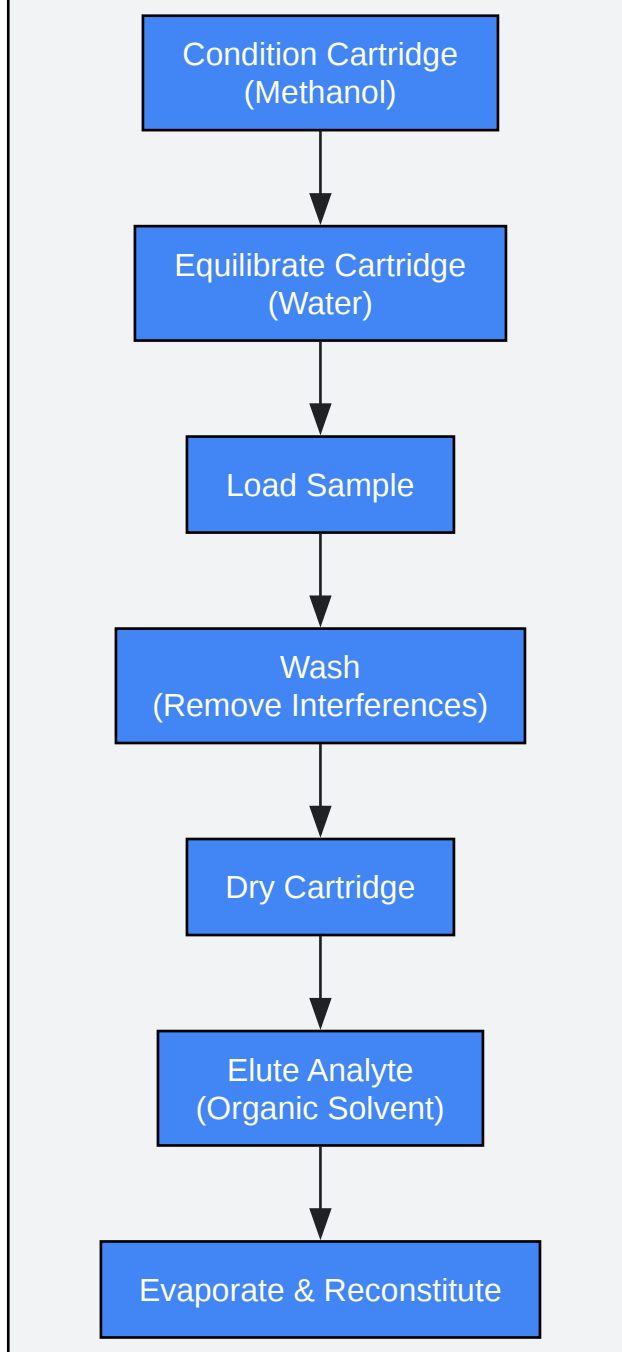 Condition Cartridge
(Methanol)
Equilibrate Cartridge
(Water)
Load Sample
Wash
(Remove Interferences)
Dry Cartridge
Elute Analyte
(Organic Solvent)
Evaporate & Reconstitute